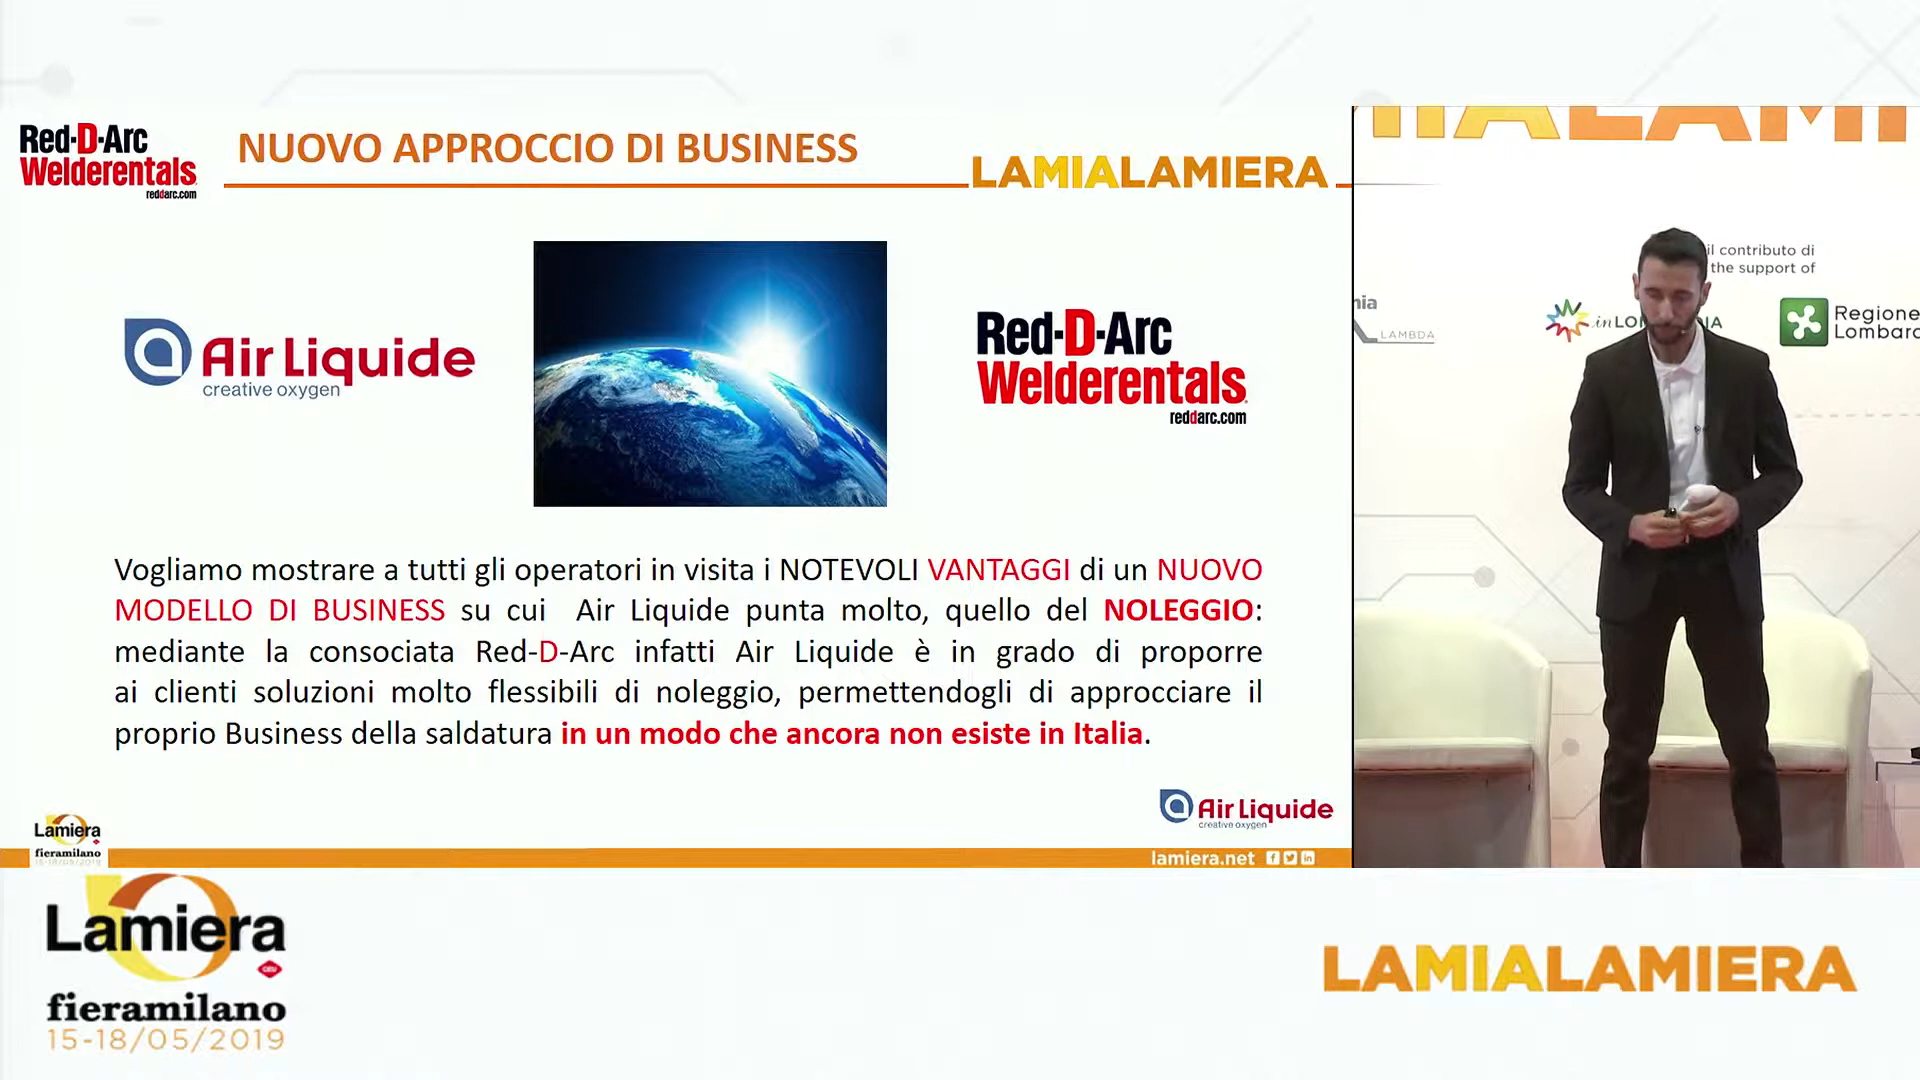 Red-D-Arc
Welderentals
reddarc.com
NUOVO APPROCCIO DI BUSINESS
LAMIALAMIERA
Air Liquide
creative oxygen
Red-D-Arc
Welderentals
reddarc.com
Vogliamo mostrare a tutti gli operatori in visita i NOTEVOLI VANTAGGI di un NUOVO
MODELLO DI BUSINESS su cui Air Liquide punta molto, quello del NOLEGGIO:
mediante la consociata Red-D-Arc infatti Air Liquide è in grado di proporre
ai clienti soluzioni molto flessibili di noleggio, permettendogli di approcciare il
proprio Business della saldatura in un modo che ancora non esiste in Italia.
Air Liquide
creative oxygen
Lamiera
fieramilano
15-18/05/2019
lamiera.net
il contributo di
the support of
LAMBDA
Regione
Lamiera
CEU
fieramilano
15-18/05/2019
LAMIALAMIERA